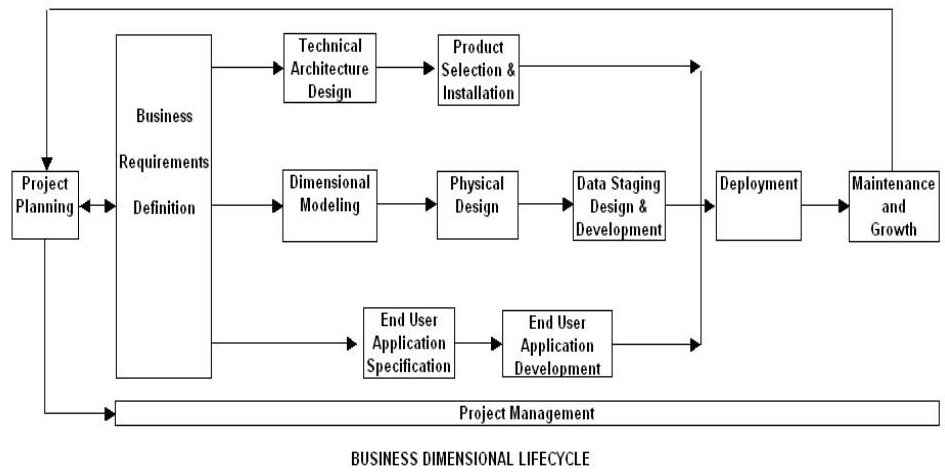 Technical
Architecture
Design
Product
Selection &
Installation
Business
Requirements
Definition
Project
Planning
Dimensional
Modeling
Physical
Design
Data Staging
Design &
Development
Deployment
Maintenance
and
Growth
End User
Application
Specification
End User
Application
Development
Project Management
BUSINESS DIMENSIONAL LIFECYCLE